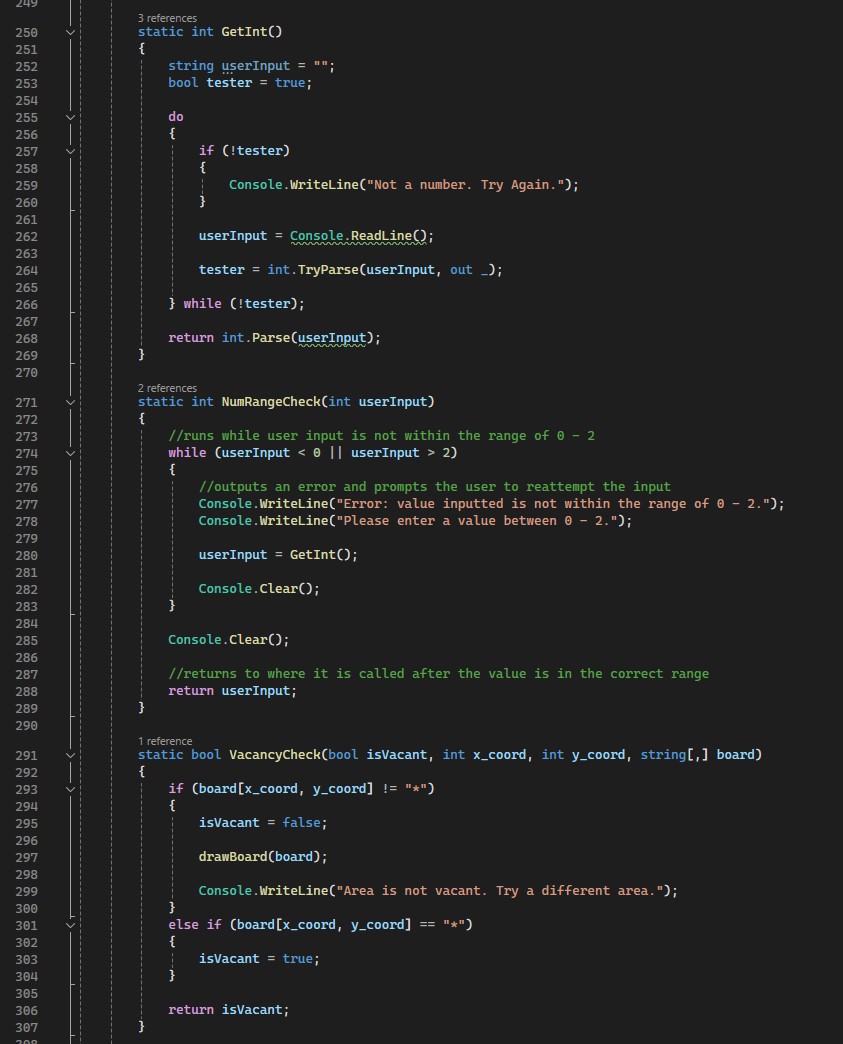 249
3 references
250 static int GetInt()
251 {
252 string userInput = "";
253 bool tester = true;
254
255 do
256 {
257 if (!tester)
258 {
259 Console.WriteLine("Not a number. Try Again.");
260 }
261
262 userInput = Console.ReadLine();
263
264 tester = int.TryParse(userInput, out _);
265
266 } while (!tester);
267
268 return int.Parse(userInput);
269 }
270
2 references
271 static int NumRangeCheck(int userInput)
272 {
273 //runs while user input is not within the range of 0 - 2
274 while (userInput < 0 || userInput > 2)
275 {
276 //outputs an error and prompts the user to reattempt the input
277 Console.WriteLine("Error: value inputted is not within the range of 0 - 2.");
278 Console.WriteLine("Please enter a value between 0 - 2.");
279
280 userInput = GetInt();
281
282 Console.Clear();
283 }
284
285 Console.Clear();
286
287 //returns to where it is called after the value is in the correct range
288 return userInput;
289 }
290
1 reference
291 static bool VacancyCheck(bool isVacant, int x_coord, int y_coord, string[,] board)
292 {
293 if (board[x_coord, y_coord] != "*")
294 {
295 isVacant = false;
296
297 drawBoard(board);
298
299 Console.WriteLine("Area is not vacant. Try a different area.");
300 }
301 else if (board[x_coord, y_coord] == "*")
302 {
303 isVacant = true;
304 }
305
306 return isVacant;
307 }
308